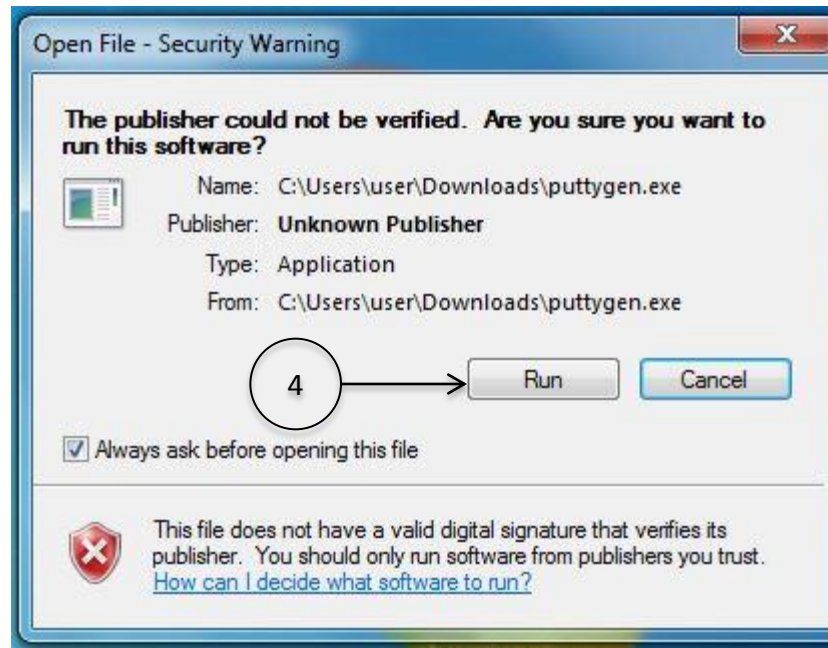 Open File - Security Warning
The publisher could not be verified. Are you sure you want to
run this software?
Name: C:\Users\user\Downloads\puttygen.exe
Publisher: Unknown Publisher
Type: Application
From: C:\Users\user\Downloads\puttygen.exe
4
Run Cancel
Always ask before opening this file
This file does not have a valid digital signature that verifies its
publisher. You should only run software from publishers you trust.
How can I decide what software to run?